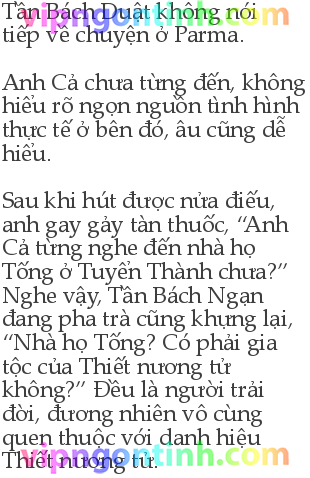 Tần Bách Duật không nói
tiếp về chuyện ở Parma.
Anh Cả chưa từng đến, không
hiểu rõ ngọn nguồn tình hình
thực tế ở bên đó, âu cũng dễ
hiểu.
Sau khi hút được nửa điếu,
anh gay gảy tàn thuốc, “Anh
Cả từng nghe đến nhà họ
Tống ở Tuyển Thành chưa?”
Nghe vậy, Tần Bách Ngạn
đang pha trà cũng khựng lại,
“Nhà họ Tống? Có phải gia
tộc của Thiết nương tử
không?” Đều là người trải
đời, đương nhiên vô cùng
quen thuộc với danh hiệu
Thiết nương tử.
vipngontinh.com
vipngontinh.com